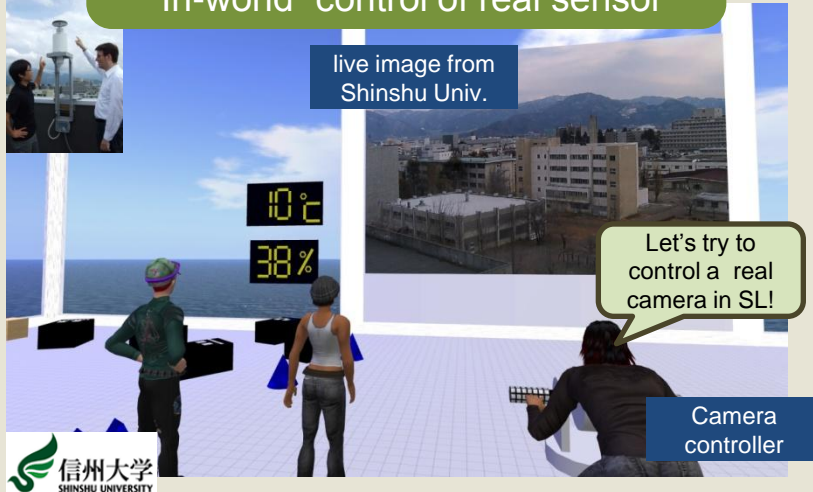 in-world control of real sensor
live image from
Shinshu Univ.
10℃
38%
Let's try to
control a real
camera in SL!
Camera
controller
信州大学
SHINSHU UNIVERSITY